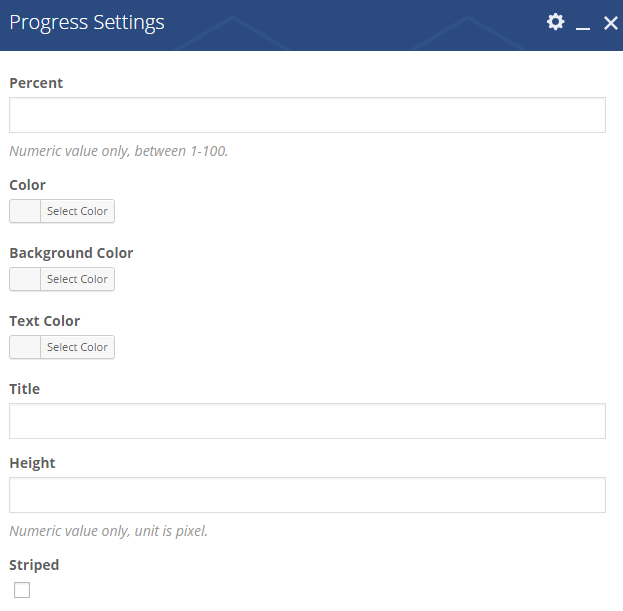 Progress Settings
Percent
Numeric value only, between 1-100.
Color
Select Color
Background Color
Select Color
Text Color
Select Color
Title
Height
Numeric value only, unit is pixel.
Striped